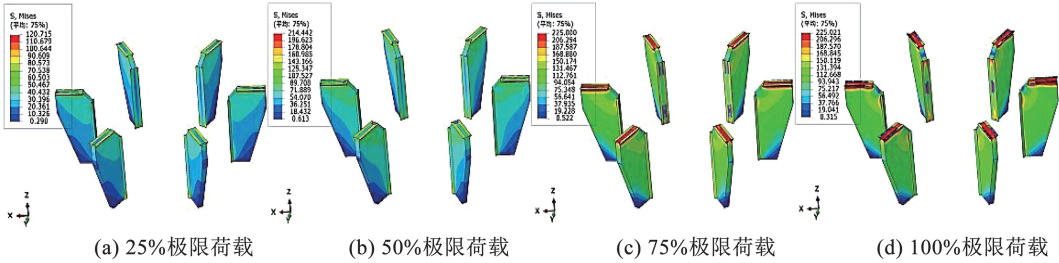 S, Mises
(平均: 75%)
120.715
110.679
100.644
90.609
80.573
70.538
60.503
50.467
40.432
30.396
20.361
10.326
0.290
S, Mises
(平均: 75%)
214.442
196.623
178.804
160.985
143.166
125.347
107.527
89.708
71.889
54.070
36.251
18.432
0.613
S, Mises
(平均: 75%)
225.000
206.294
187.587
168.880
150.174
131.467
112.761
94.054
75.348
56.641
37.935
19.228
0.522
S, Mises
(平均: 75%)
225.021
206.296
187.570
168.845
150.119
131.394
112.668
93.943
75.217
56.492
37.766
19.041
0.315
Z
X
Y
Z
X
Y
Z
X
Y
Z
X
Y
(a) 25%极限荷载
(b) 50%极限荷载
(c) 75%极限荷载
(d) 100%极限荷载